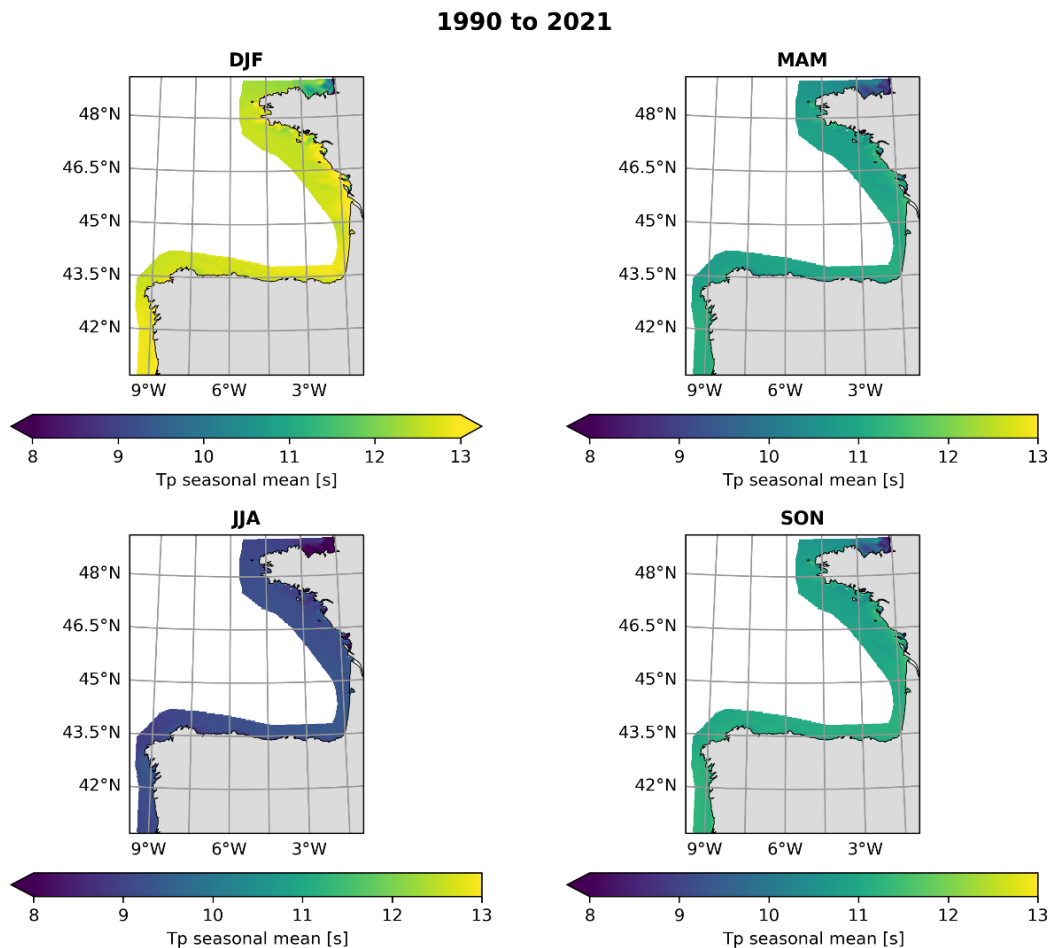 1990 to 2021
DJF
MAM
48°N
46.5°N
45°N
43.5°N
42°N
9°W 6°W 3°W
48°N
46.5°N
45°N
43.5°N
42°N
9°W 6°W 3°W
8 9 10 11 12 13
Tp seasonal mean [s]
8 9 10 11 12 13
Tp seasonal mean [s]
JJA
SON
48°N
46.5°N
45°N
43.5°N
42°N
9°W 6°W 3°W
48°N
46.5°N
45°N
43.5°N
42°N
9°W 6°W 3°W
8 9 10 11 12 13
Tp seasonal mean [s]
8 9 10 11 12 13
Tp seasonal mean [s]